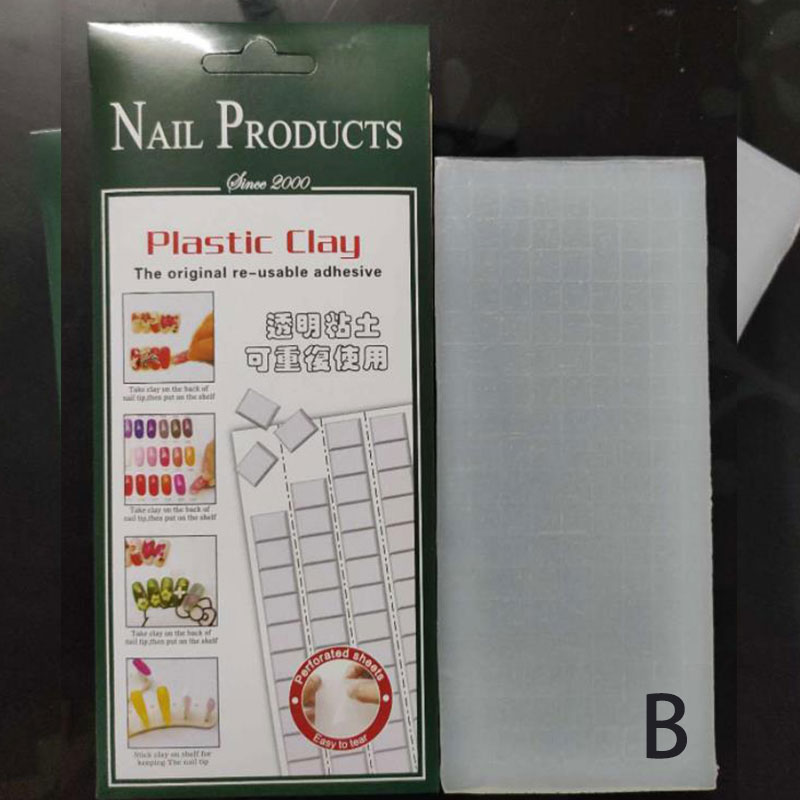 NAIL PRODUCTS
Since 2000
Plastic Clay
The original re-usable adhesive
透明粘土
可重復使用
Take clay on the back of
nail tip,then put on the shelf
Take clay on the back of
nail tip,then put on the shelf
Take clay on the back of
nail tip,then put on the shelf
Stick clay on shelf for
keeping The nail tip
Perforated sheets
Easy to tear
B